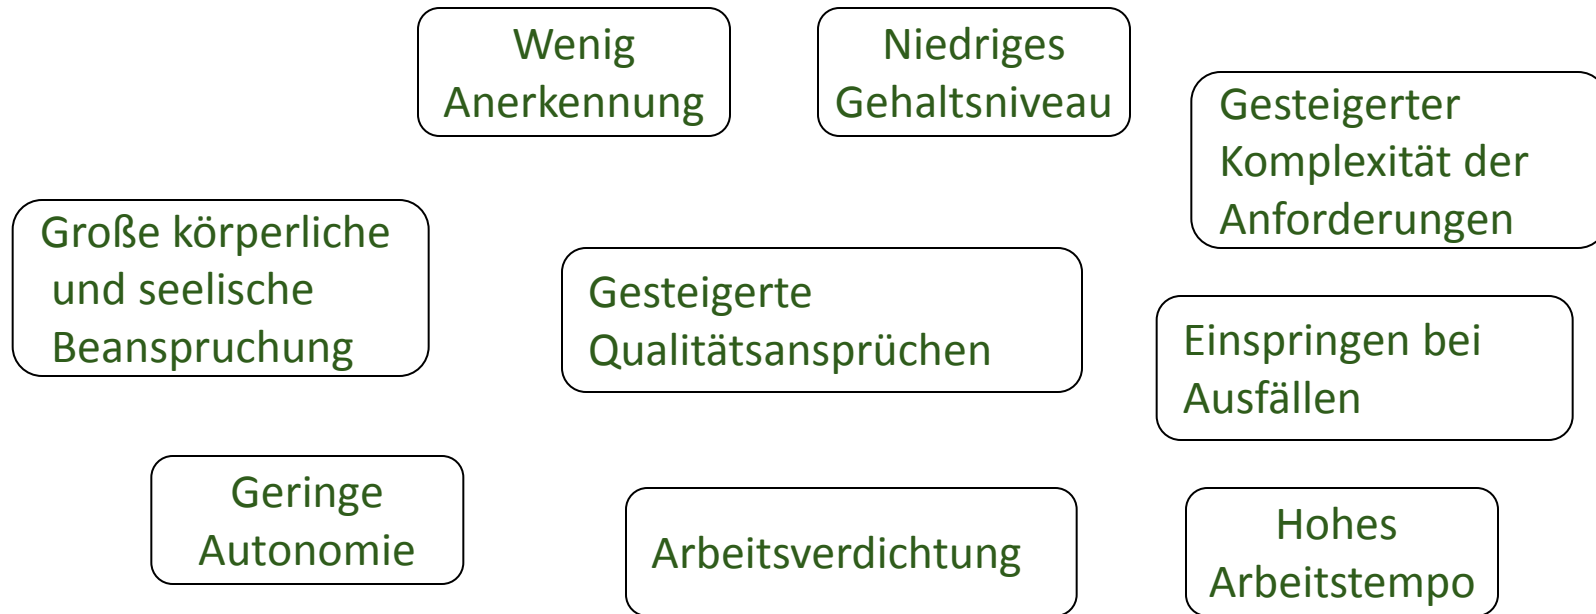 Wenig
Anerkennung
Niedriges
Gehaltsniveau
Gesteigerter
Komplexität der
Anforderungen
Große körperliche
und seelische
Beanspruchung
Gesteigerte
Qualitätsansprüchen
Einspringen bei
Ausfällen
Geringe
Autonomie
Arbeitsverdichtung
Hohes
Arbeitstempo